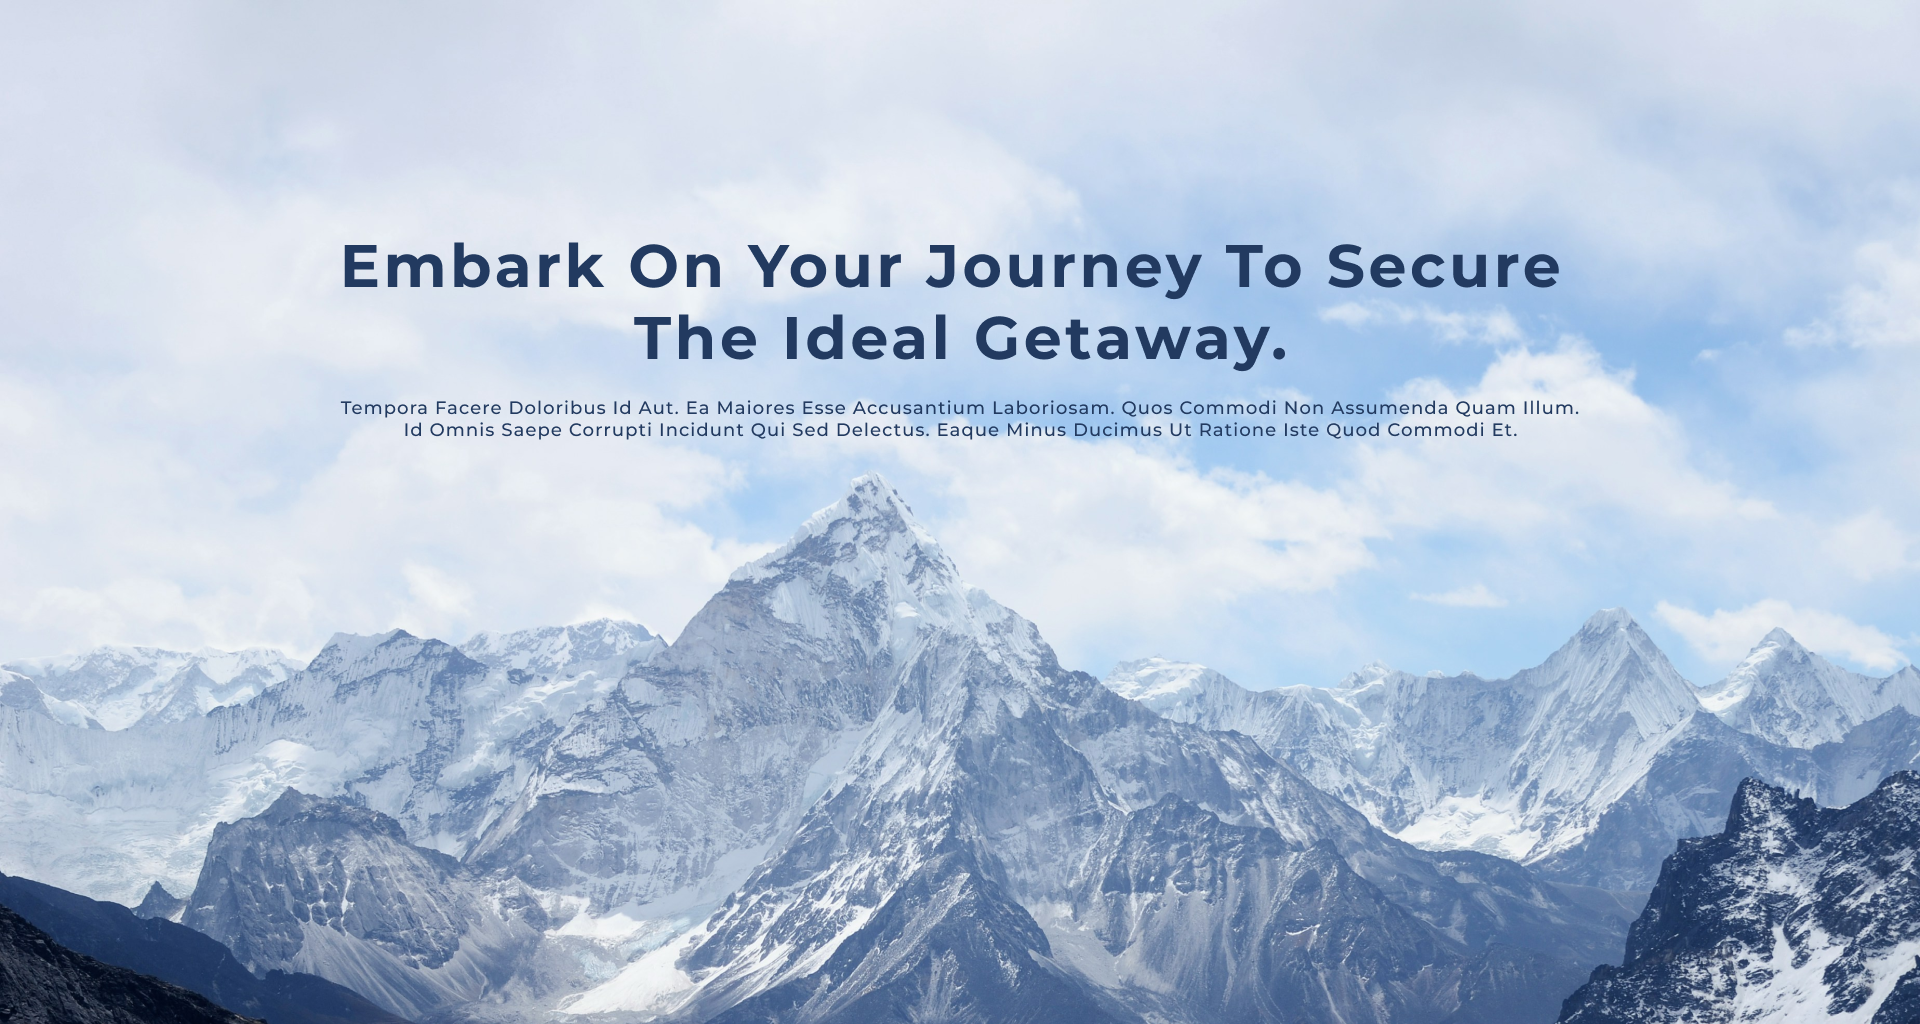 Embark On Your Journey To Secure
The Ideal Getaway.
Tempora Facere Doloribus Id Aut. Ea Maiores Esse Accusantium Laboriosam. Quos Commodi Non Assumenda Quam Illum.
Id Omnis Saepe Corrupti Incidunt Qui Sed Delectus. Eaque Minus Ducimus Ut Ratione Iste Quod Commodi Et.